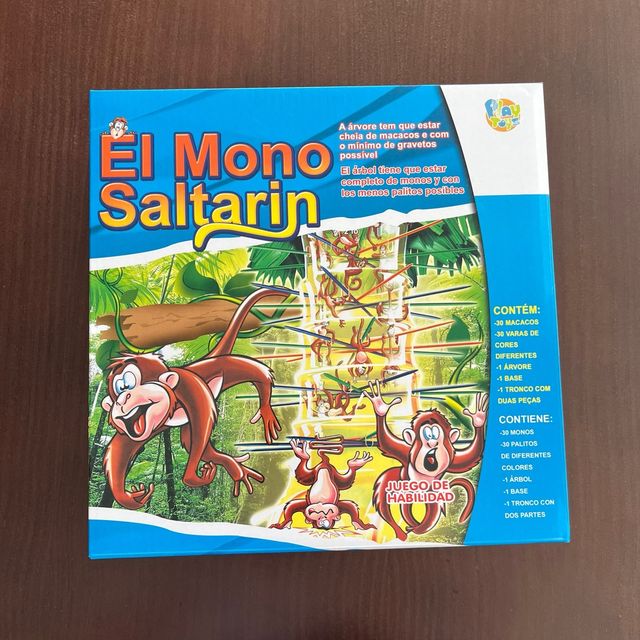 El Mono
Saltarin
A árvore tem que estar
cheia de macacos e com
o mínimo de gravetos
possível
El árbol tiene que estar
completo de monos y con
los menos palitos posibles
Play
Toys
CONTÉM:
-30 MACACOS
-30 VARAS DE
CORES
DIFERENTES
-1 ÁRVORE
-1 BASE
-1 TRONCO COM
DUAS PEÇAS
CONTIENE:
-30 MONOS
-30 PALITOS
DE DIFERENTES
COLORES
-1 ÁRBOL
-1 BASE
-1 TRONCO CON
DOS PARTES
JUEGO DE
HABILIDAD